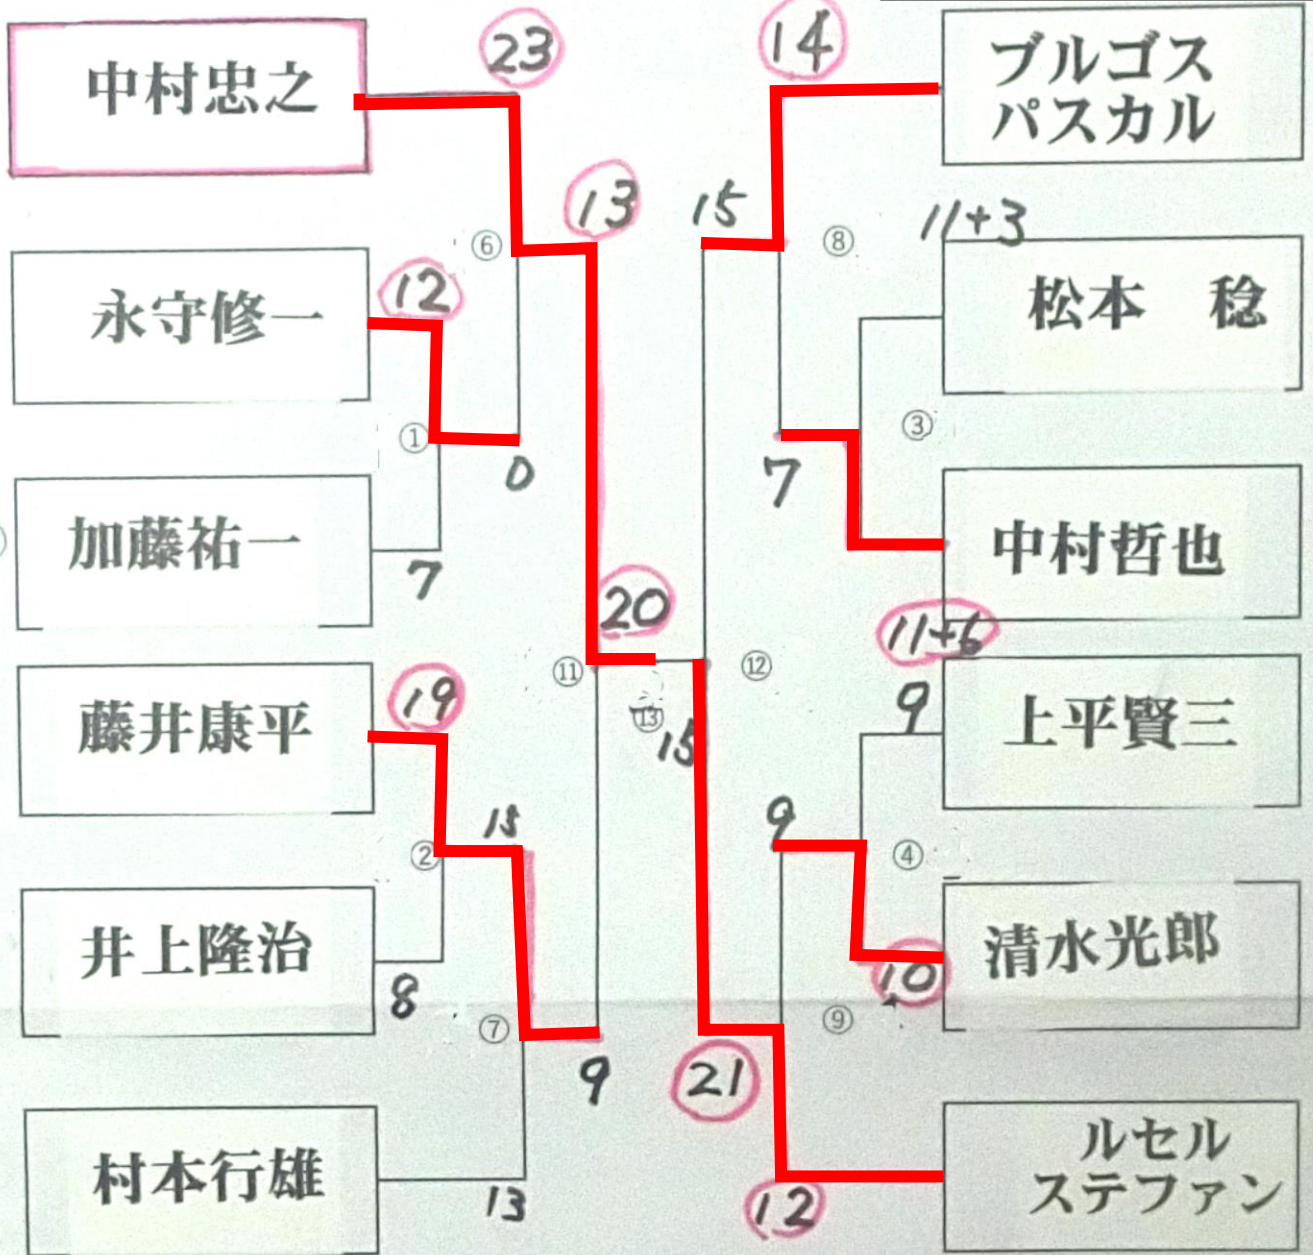 中村忠之
23
14
ブルゴス
パスカル
13
15
⑥
⑧
11+3
永守修一
12
松本 稔
①
③
0
7
加藤祐一
7
中村哲也
20
11+6
⑪
⑫
藤井康平
19
⑬
15
9
上平賢三
9
②
④
井上隆治
8
10
清水光郎
⑦
⑨
9
21
村本行雄
13
12
ルセル
ステファン